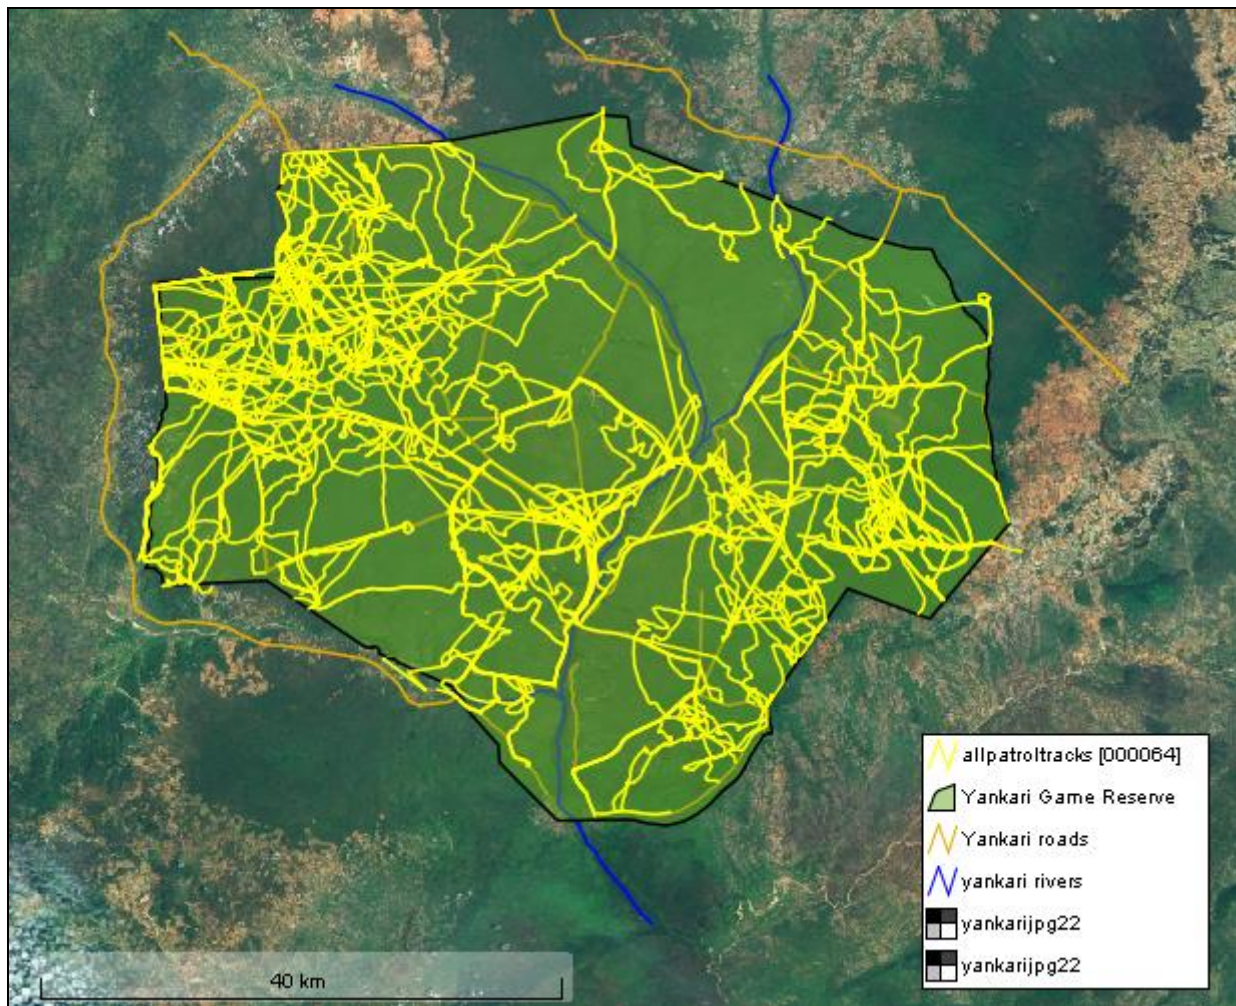 allpatroltracks [000064]
Yankari Game Reserve
Yankari roads
yankari rivers
yankarijpg22
yankarijpg22
40 km